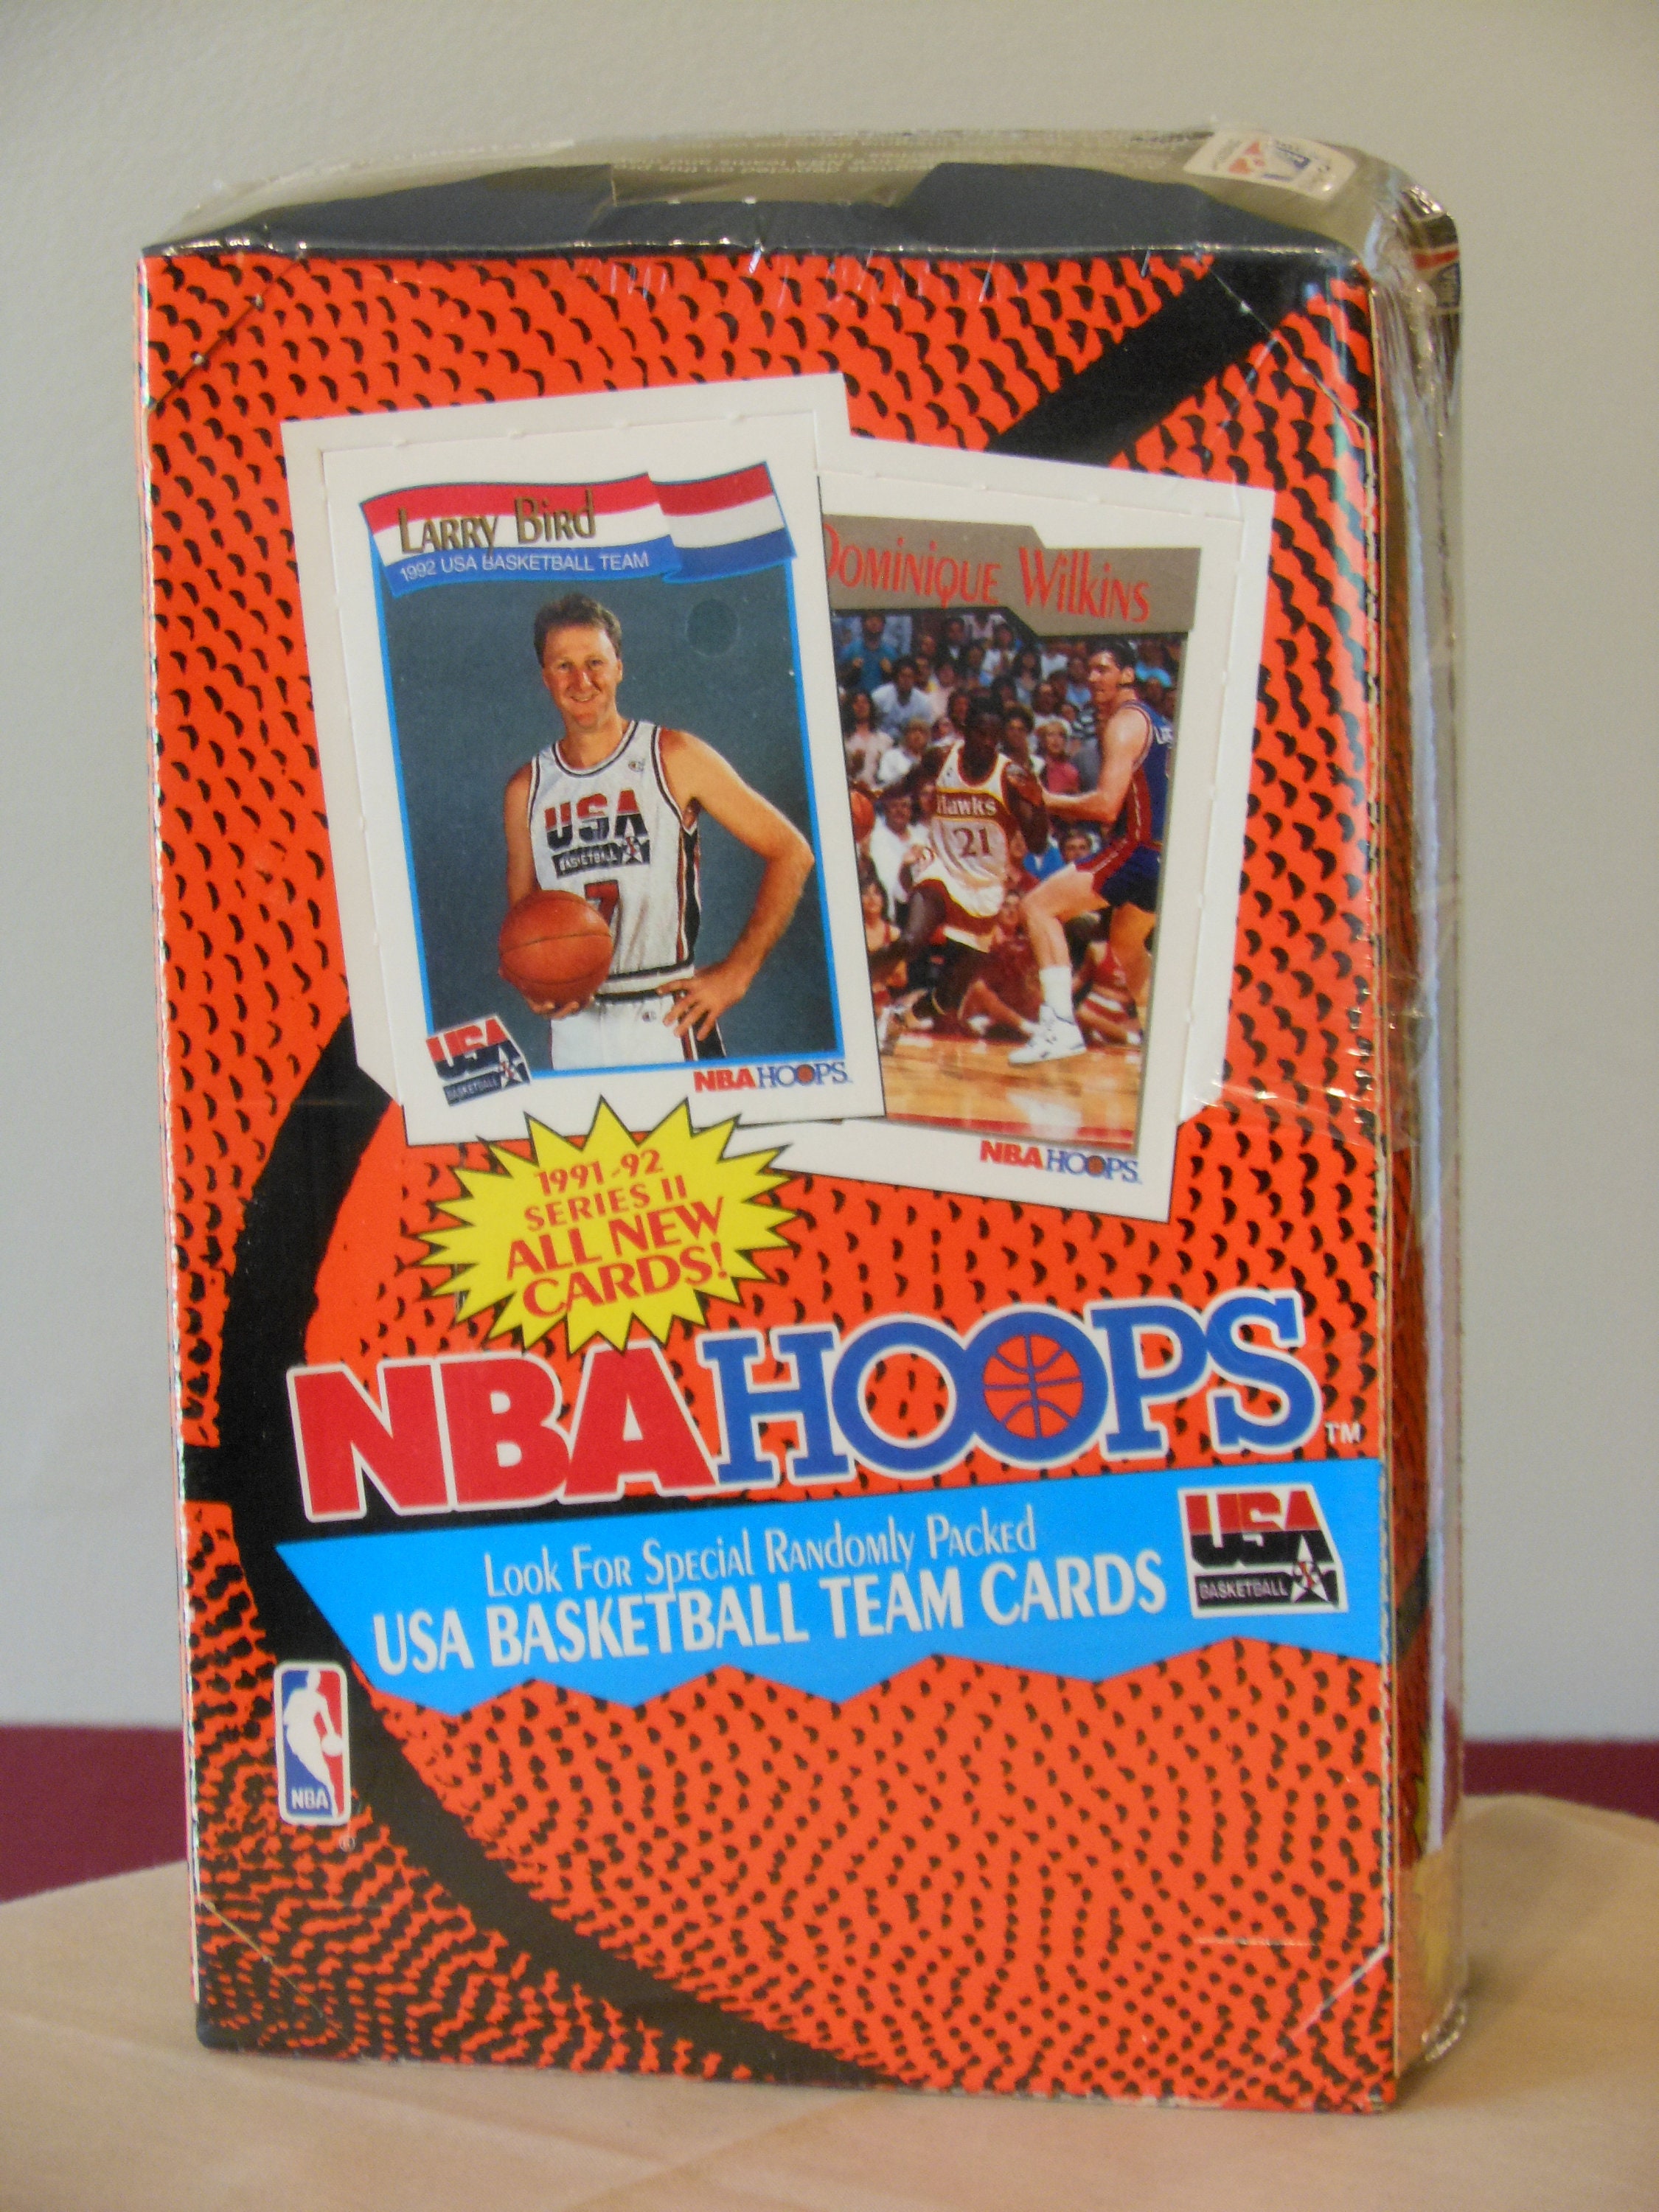 Larry Bird
1992 USA BASKETBALL TEAM
Dominique Wilkins
USA
BASKETBALL
7
Hawks
21
USA
BASKETBALL
NBA HOOPS
NBA HOOPS
1991-92
SERIES II
ALL NEW
CARDS!
NBA HOOPS TM
Look For Special Randomly Packed
USA BASKETBALL TEAM CARDS
USA
BASKETBALL
NBA
®